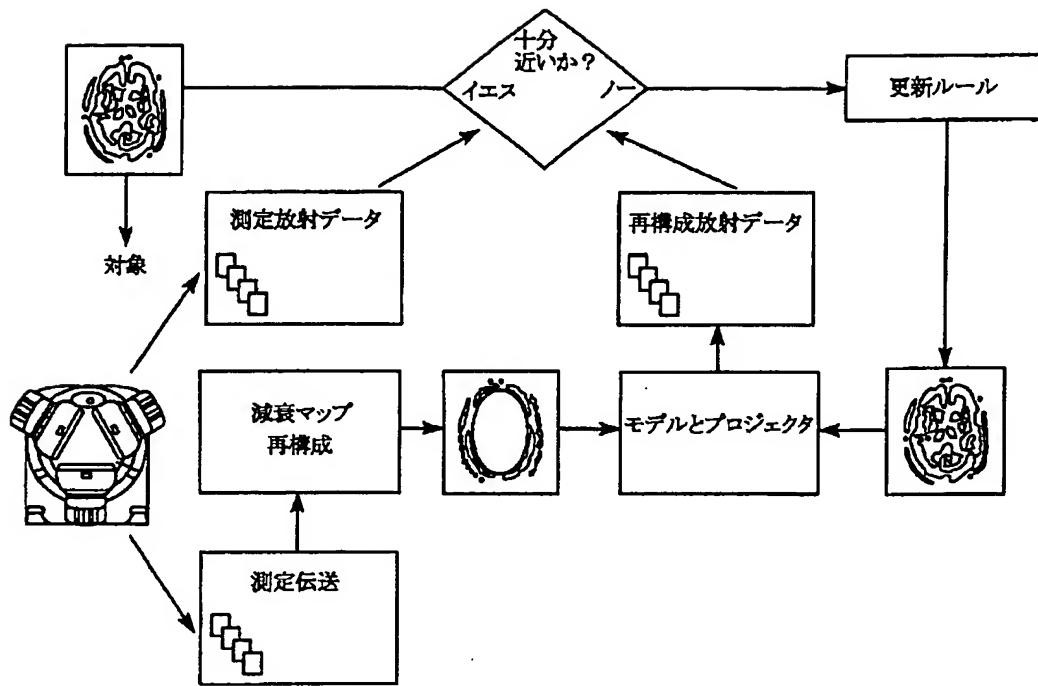 十分
近いか？
イエス
ノー
更新ルール
対象
測定放射データ
再構成放射データ
減衰マップ
再構成
モデルとプロジェクタ
測定伝送